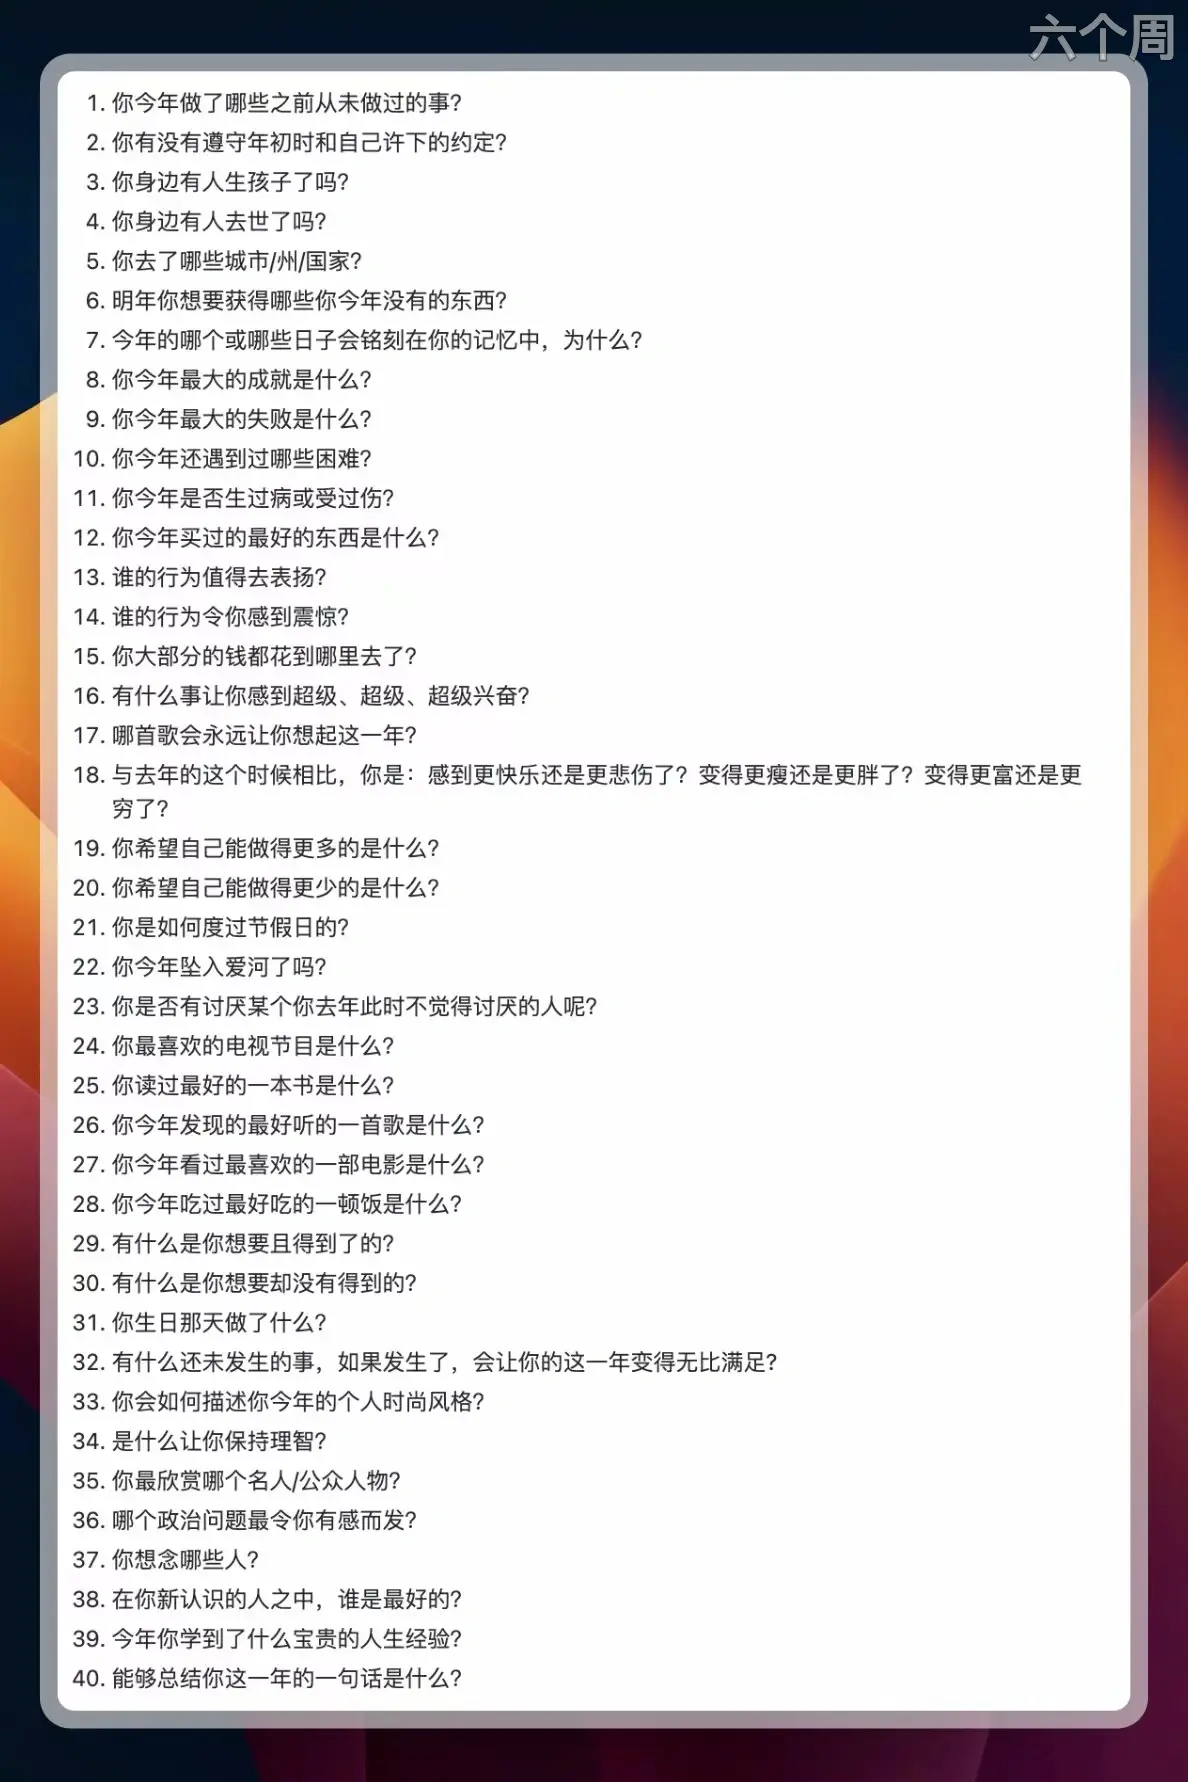 六个周
1. 你今年做了哪些之前从未做过的事？
2. 你有没有遵守年初时和自己许下的约定？
3. 你身边有人生孩子了吗？
4. 你身边有人去世了吗？
5. 你去了哪些城市/州/国家？
6. 明年你想要获得哪些你今年没有的东西？
7. 今年的哪个或哪些日子会铭刻在你的记忆中，为什么？
8. 你今年最大的成就是什么？
9. 你今年最大的失败是什么？
10. 你今年还遇到过哪些困难？
11. 你今年是否生过病或受过伤？
12. 你今年买过的最好的东西是什么？
13. 谁的行为值得去表扬？
14. 谁的行为令你感到震惊？
15. 你大部分的钱都花到哪里去了？
16. 有什么事让你感到超级、超级、超级兴奋？
17. 哪首歌会永远让你想起这一年？
18. 与去年的这个时候相比，你是：感到更快乐还是更悲伤了？变得更瘦还是更胖了？变得更富还是更
穷了？
19. 你希望自己能做得更多的是什么？
20. 你希望自己能做得更少的是什么？
21. 你是如何度过节假日的？
22. 你今年坠入爱河了吗？
23. 你是否有讨厌某个你去年此时不觉得讨厌的人呢？
24. 你最喜欢的电视节目是什么？
25. 你读过最好的一本书是什么？
26. 你今年发现的最好听的一首歌是什么？
27. 你今年看过最喜欢的一部电影是什么？
28. 你今年吃过最好吃的一顿饭是什么？
29. 有什么是你想要且得到了的？
30. 有什么是你想要却没有得到的？
31. 你生日那天做了什么？
32. 有什么还未发生的事，如果发生了，会让你的这一年变得无比满足？
33. 你会如何描述你今年的个人时尚风格？
34. 是什么让你保持理智？
35. 你最欣赏哪个名人/公众人物？
36. 哪个政治问题最令你有感而发？
37. 你想念哪些人？
38. 在你新认识的人之中，谁是最好的？
39. 今年你学到了什么宝贵的人生经验？
40. 能够总结你这一年的一句话是什么？